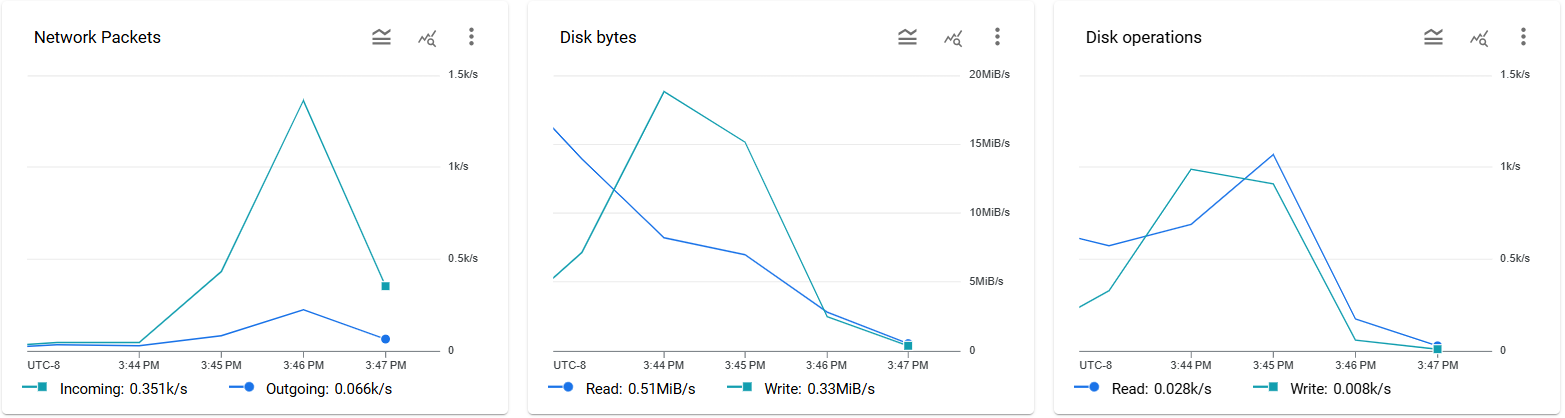 Network Packets
1.5k/s
1k/s
0.5k/s
0
UTC-8 3:44 PM 3:45 PM 3:46 PM 3:47 PM
Incoming: 0.351k/s Outgoing: 0.066k/s
Disk bytes
20MiB/s
15MiB/s
10MiB/s
5MiB/s
0
UTC-8 3:44 PM 3:45 PM 3:46 PM 3:47 PM
Read: 0.51MiB/s Write: 0.33MiB/s
Disk operations
1.5k/s
1k/s
0.5k/s
0
UTC-8 3:44 PM 3:45 PM 3:46 PM 3:47 PM
Read: 0.028k/s Write: 0.008k/s